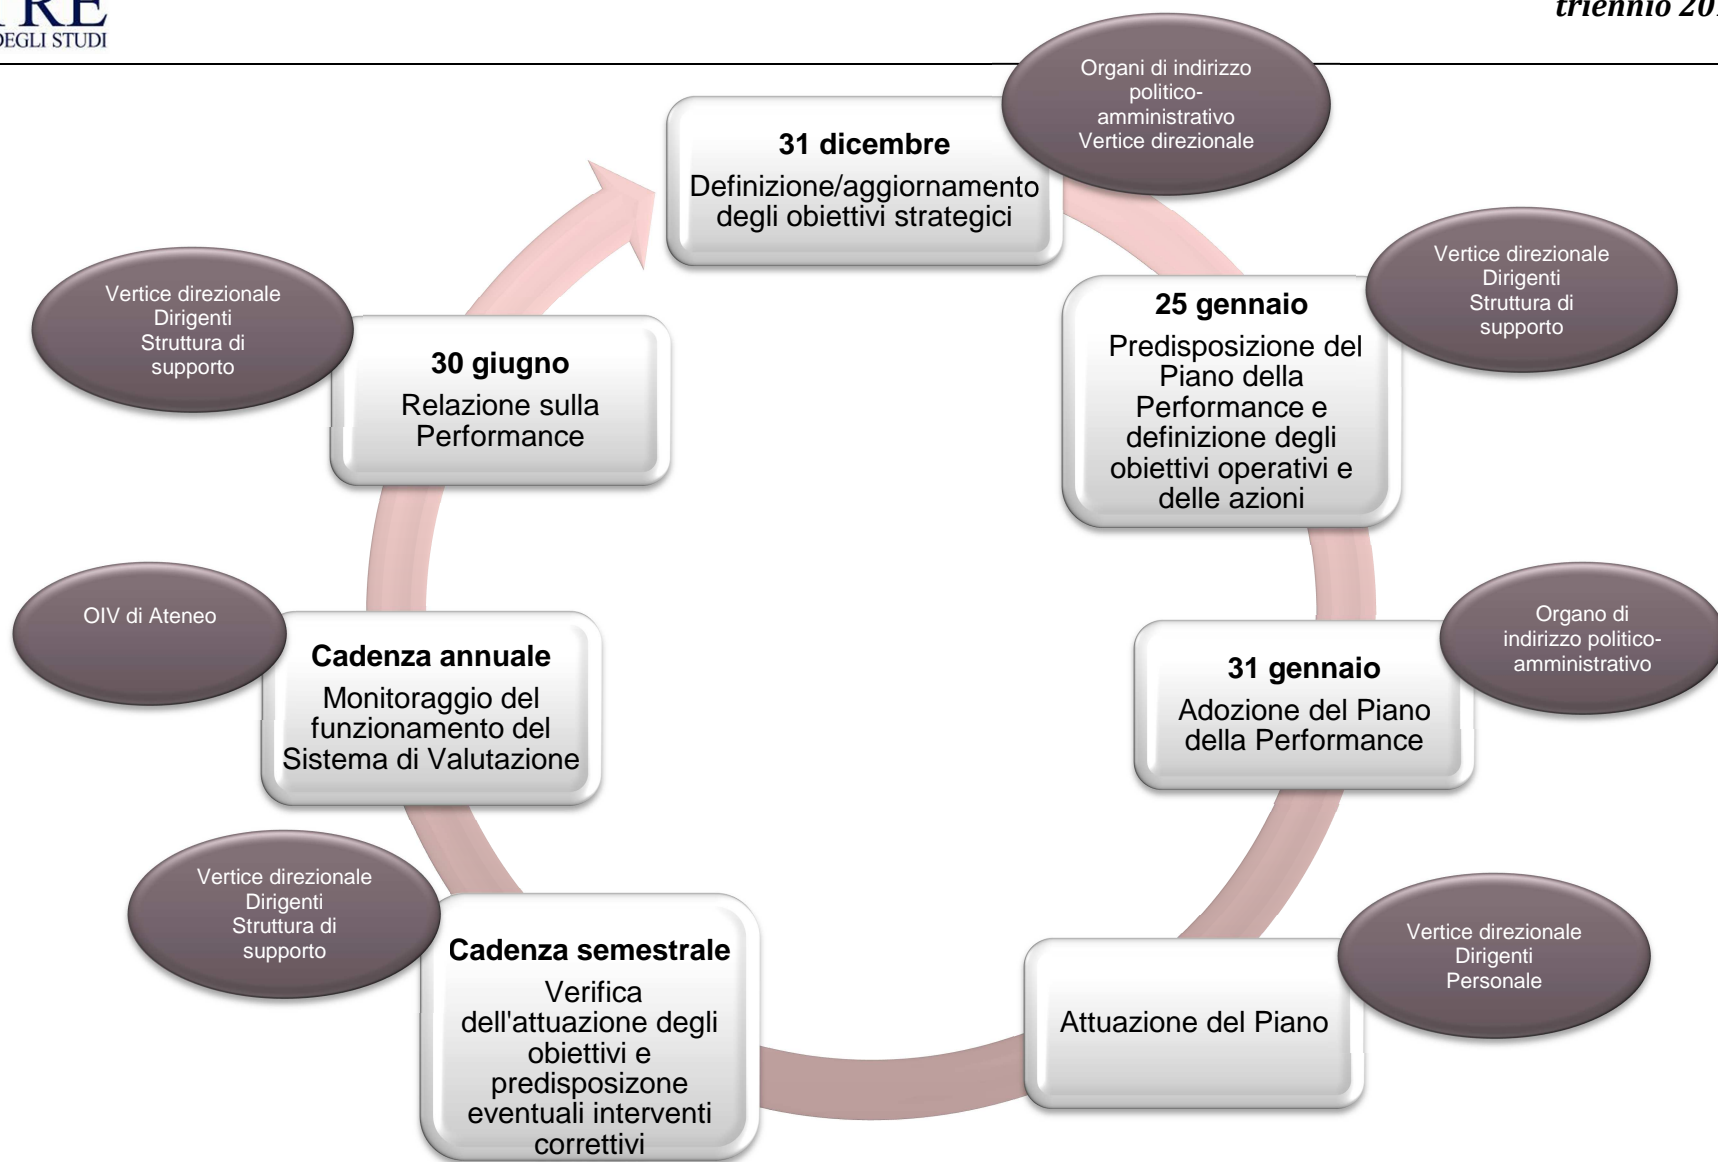 TRE
DEGLI STUDI
triennio 201
Organi di indirizzo
politico-
amministrativo
Vertice direzionale
31 dicembre
Definizione/aggiornamento
degli obiettivi strategici
Vertice direzionale
Dirigenti
Struttura di
supporto
25 gennaio
Predisposizione del
Piano della
Performance e
definizione degli
obiettivi operativi e
delle azioni
Organo di
indirizzo politico-
amministrativo
31 gennaio
Adozione del Piano
della Performance
Vertice direzionale
Dirigenti
Personale
Attuazione del Piano
Vertice direzionale
Dirigenti
Struttura di
supporto
Cadenza semestrale
Verifica
dell'attuazione degli
obiettivi e
predisposizone
eventuali interventi
correttivi
OIV di Ateneo
Cadenza annuale
Monitoraggio del
funzionamento del
Sistema di Valutazione
Vertice direzionale
Dirigenti
Struttura di
supporto
30 giugno
Relazione sulla
Performance